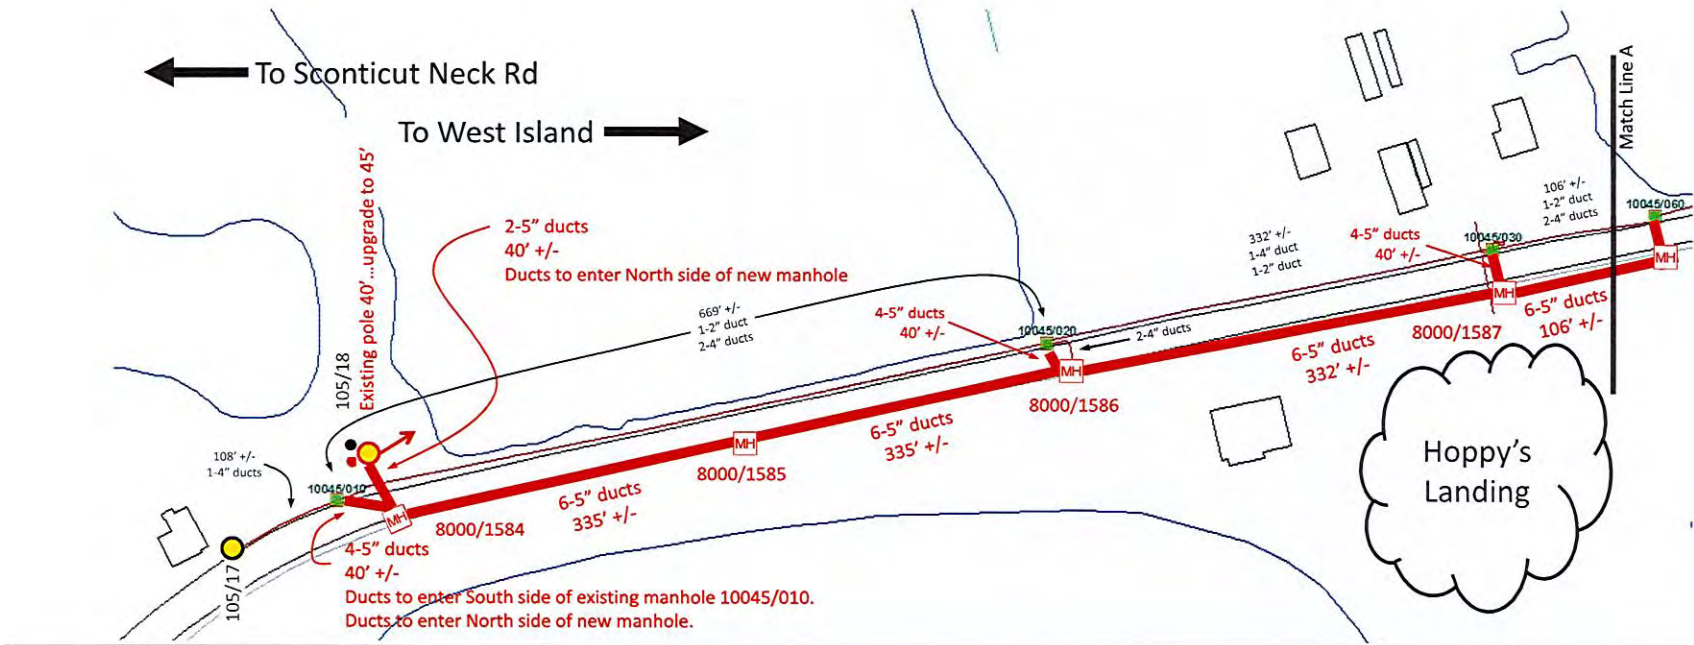 To Sconticut Neck Rd
To West Island
Match Line A
Existing pole 40'...upgrade to 45'
105/18
2-5" ducts
40' +/-
Ducts to enter North side of new manhole
669' +/-
1-2" duct
2-4" ducts
4-5" ducts
40' +/-
10045/020
2-4" ducts
332' +/-
1-4" duct
1-2" duct
4-5" ducts
40' +/-
10045/030
106' +/-
1-2" duct
2-4" ducts
10045/060
MH
MH
6-5" ducts
106' +/-
8000/1587
6-5" ducts
332' +/-
MH
8000/1586
6-5" ducts
335' +/-
MH
8000/1585
6-5" ducts
335' +/-
108' +/-
1-4" ducts
10045/010
MH
8000/1584
105/17
4-5" ducts
40' +/-
Ducts to enter South side of existing manhole 10045/010.
Ducts to enter North side of new manhole.
Hoppy's
Landing